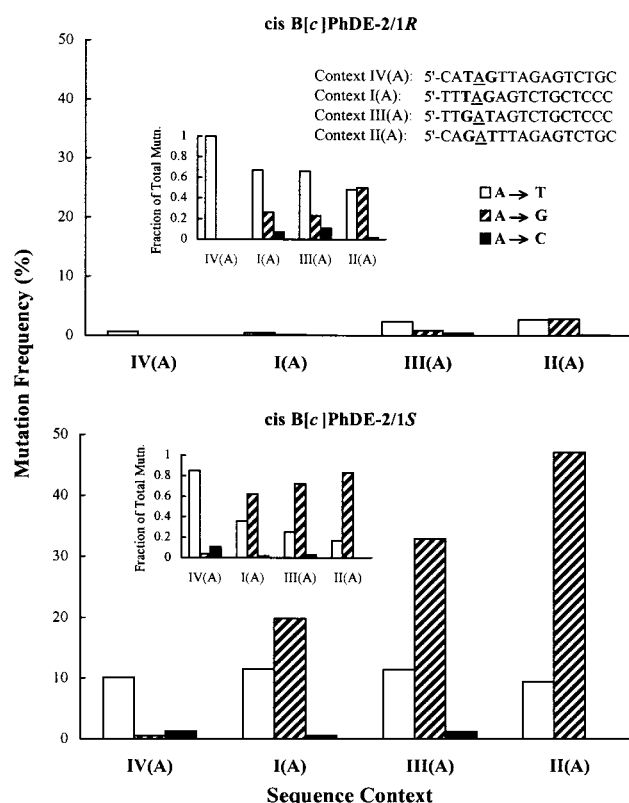 cis B[c]PhDE-2/1R
Context IV(A): 5'-CATAGTTAGAGTCTGC
Context I(A): 5'-TTTAGAGTCTGCTCCC
Context III(A): 5'-TTGATAGTCTGCTCCC
Context II(A): 5'-CAGATTTAGAGTCTGC
A → T
A → G
A → C
Fraction of Total Mutn.
1
0.8
0.6
0.4
0.2
0
IV(A) I(A) III(A) II(A)
50
40
30
20
10
0
IV(A) I(A) III(A) II(A)
Mutation Frequency (%)
cis B[c]PhDE-2/1S
Fraction of Total Mutn.
1
0.8
0.6
0.4
0.2
0
IV(A) I(A) III(A) II(A)
50
40
30
20
10
0
IV(A) I(A) III(A) II(A)
Sequence Context